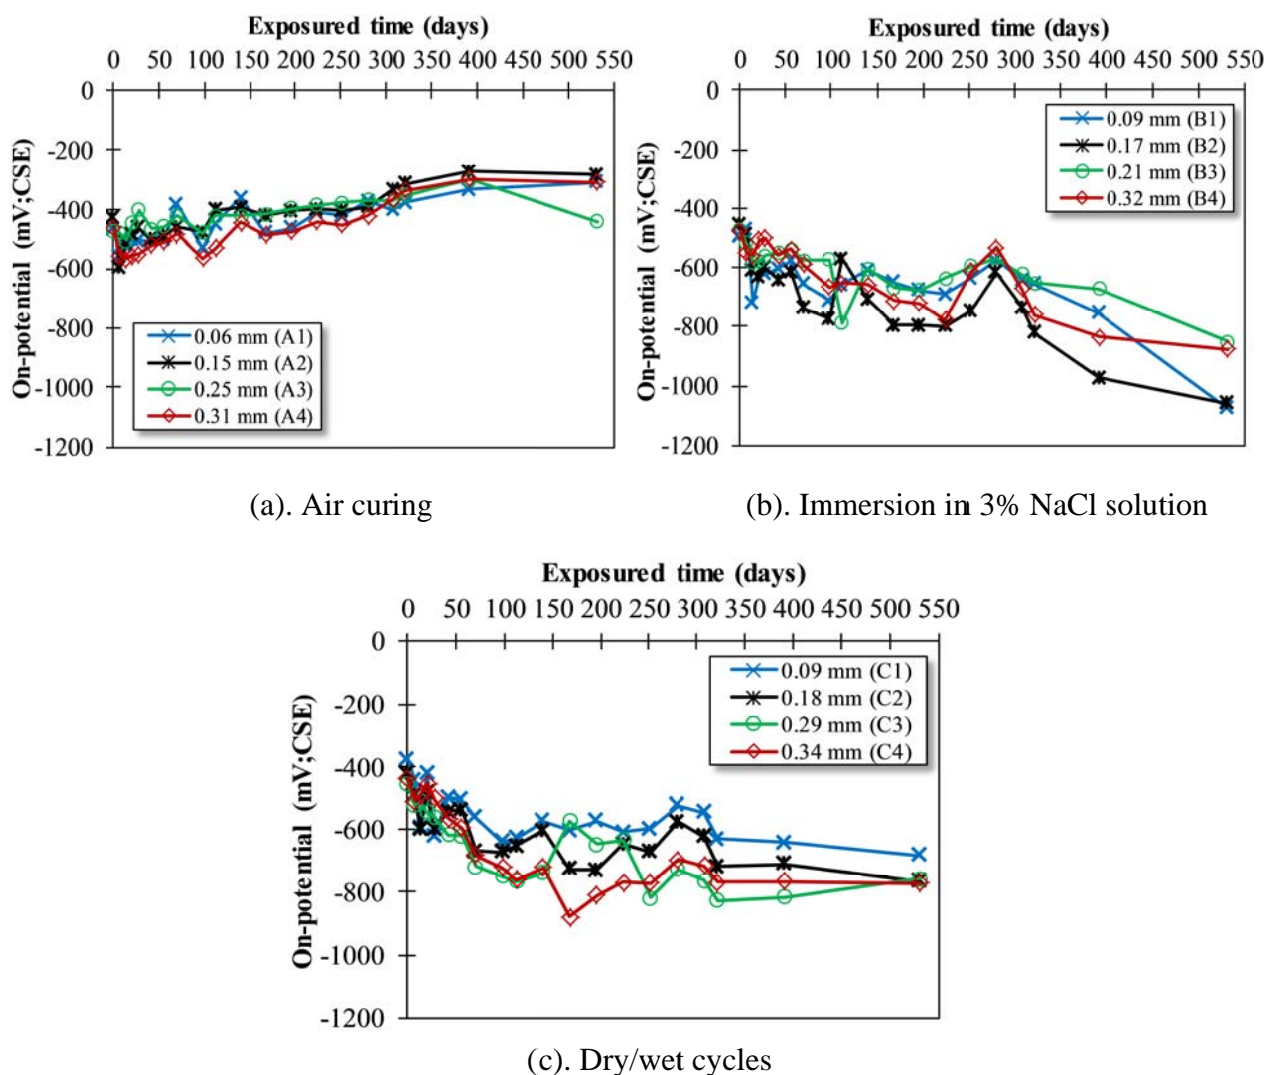 Exposured time (days)
0 50 100 150 200 250 300 350 400 450 500 550
On-potential (mV;CSE)
0
-200
-400
-600
-800
-1000
-1200
0.06 mm (A1)
0.15 mm (A2)
0.25 mm (A3)
0.31 mm (A4)
(a). Air curing
Exposured time (days)
0 50 100 150 200 250 300 350 400 450 500 550
On-potential (mV;CSE)
0
-200
-400
-600
-800
-1000
-1200
0.09 mm (B1)
0.17 mm (B2)
0.21 mm (B3)
0.32 mm (B4)
(b). Immersion in 3% NaCl solution
Exposured time (days)
0 50 100 150 200 250 300 350 400 450 500 550
On-potential (mV;CSE)
0
-200
-400
-600
-800
-1000
-1200
0.09 mm (C1)
0.18 mm (C2)
0.29 mm (C3)
0.34 mm (C4)
(c). Dry/wet cycles